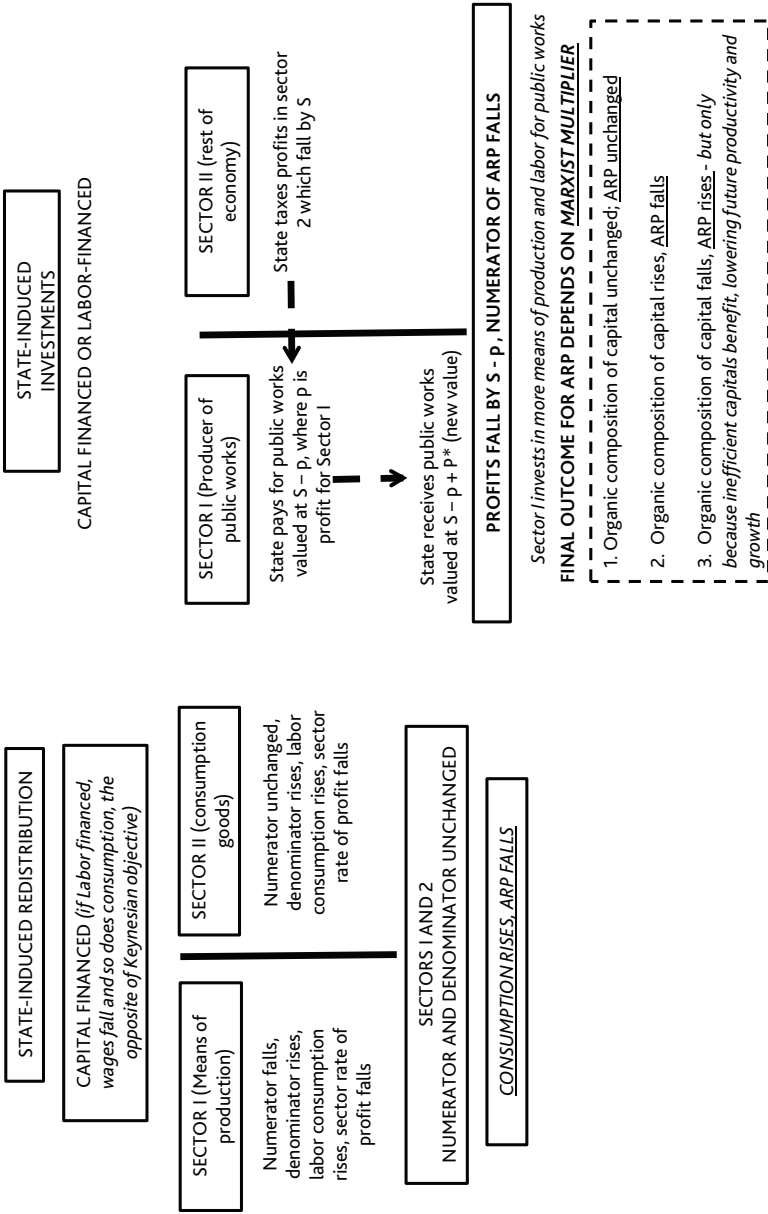 STATE-INDUCED REDISTRIBUTION
CAPITAL FINANCED (if Labor financed,
wages fall and so does consumption, the
opposite of Keynesian objective)
SECTOR I (Means of
production)
Numerator falls,
denominator rises,
labor consumption
rises, sector rate of
profit falls
SECTOR II (consumption
goods)
Numerator unchanged,
denominator rises, labor
consumption rises, sector
rate of profit falls
SECTORS I AND 2
NUMERATOR AND DENOMINATOR UNCHANGED
CONSUMPTION RISES, ARP FALLS
STATE-INDUCED
INVESTMENTS
CAPITAL FINANCED OR LABOR-FINANCED
SECTOR I (Producer of
public works)
State pays for public works
valued at S – p, where p is
profit for Sector I
State receives public works
valued at S – p + P* (new value)
SECTOR II (rest of
economy)
State taxes profits in sector
2 which fall by S
PROFITS FALL BY S - p, NUMERATOR OF ARP FALLS
Sector I invests in more means of production and labor for public works
FINAL OUTCOME FOR ARP DEPENDS ON MARXIST MULTIPLIER
1. Organic composition of capital unchanged; ARP unchanged
2. Organic composition of capital rises, ARP falls
3. Organic composition of capital falls, ARP rises - but only
because inefficient capitals benefit, lowering future productivity and
growth